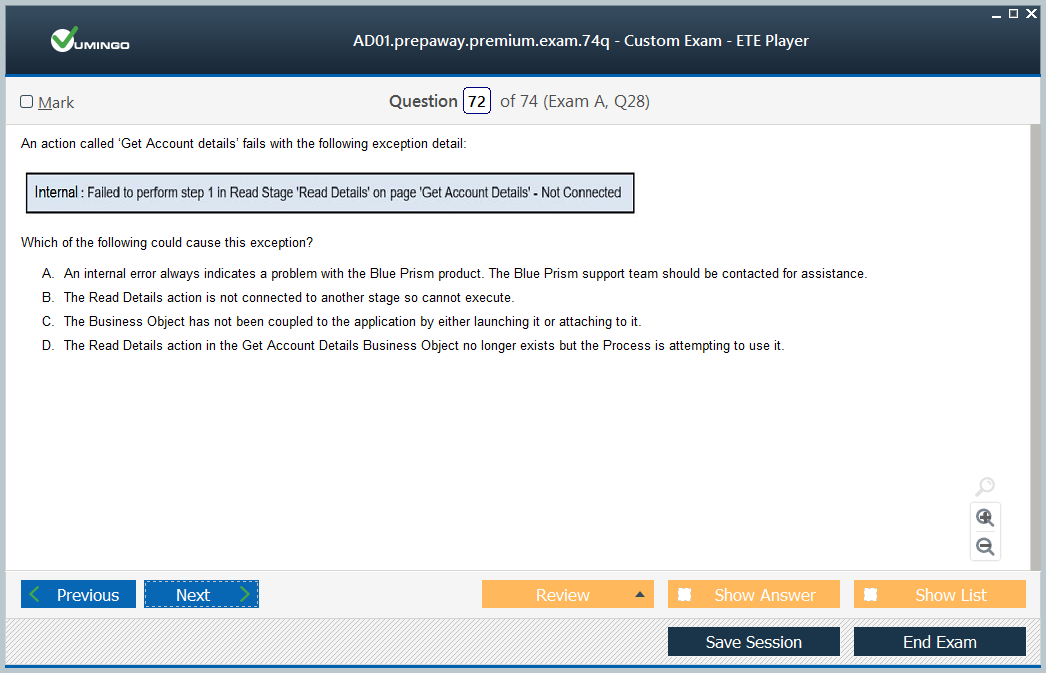 VUMINGO
AD01.prepaway.premium.exam.74q - Custom Exam - ETE Player
Mark
Question 72 of 74 (Exam A, Q28)
An action called ‘Get Account details’ fails with the following exception detail:
Internal : Failed to perform step 1 in Read Stage 'Read Details' on page 'Get Account Details' - Not Connected
Which of the following could cause this exception?
A. An internal error always indicates a problem with the Blue Prism product. The Blue Prism support team should be contacted for assistance.
B. The Read Details action is not connected to another stage so cannot execute.
C. The Business Object has not been coupled to the application by either launching it or attaching to it.
D. The Read Details action in the Get Account Details Business Object no longer exists but the Process is attempting to use it.
Previous Next Review Show Answer Show List
Save Session End Exam